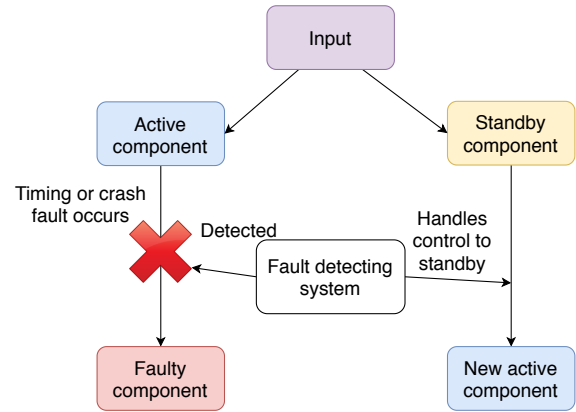 Input
Active
component
Standby
component
Timing or crash
fault occurs
Detected
Handles
control to
standby
Fault detecting
system
Faulty
component
New active
component